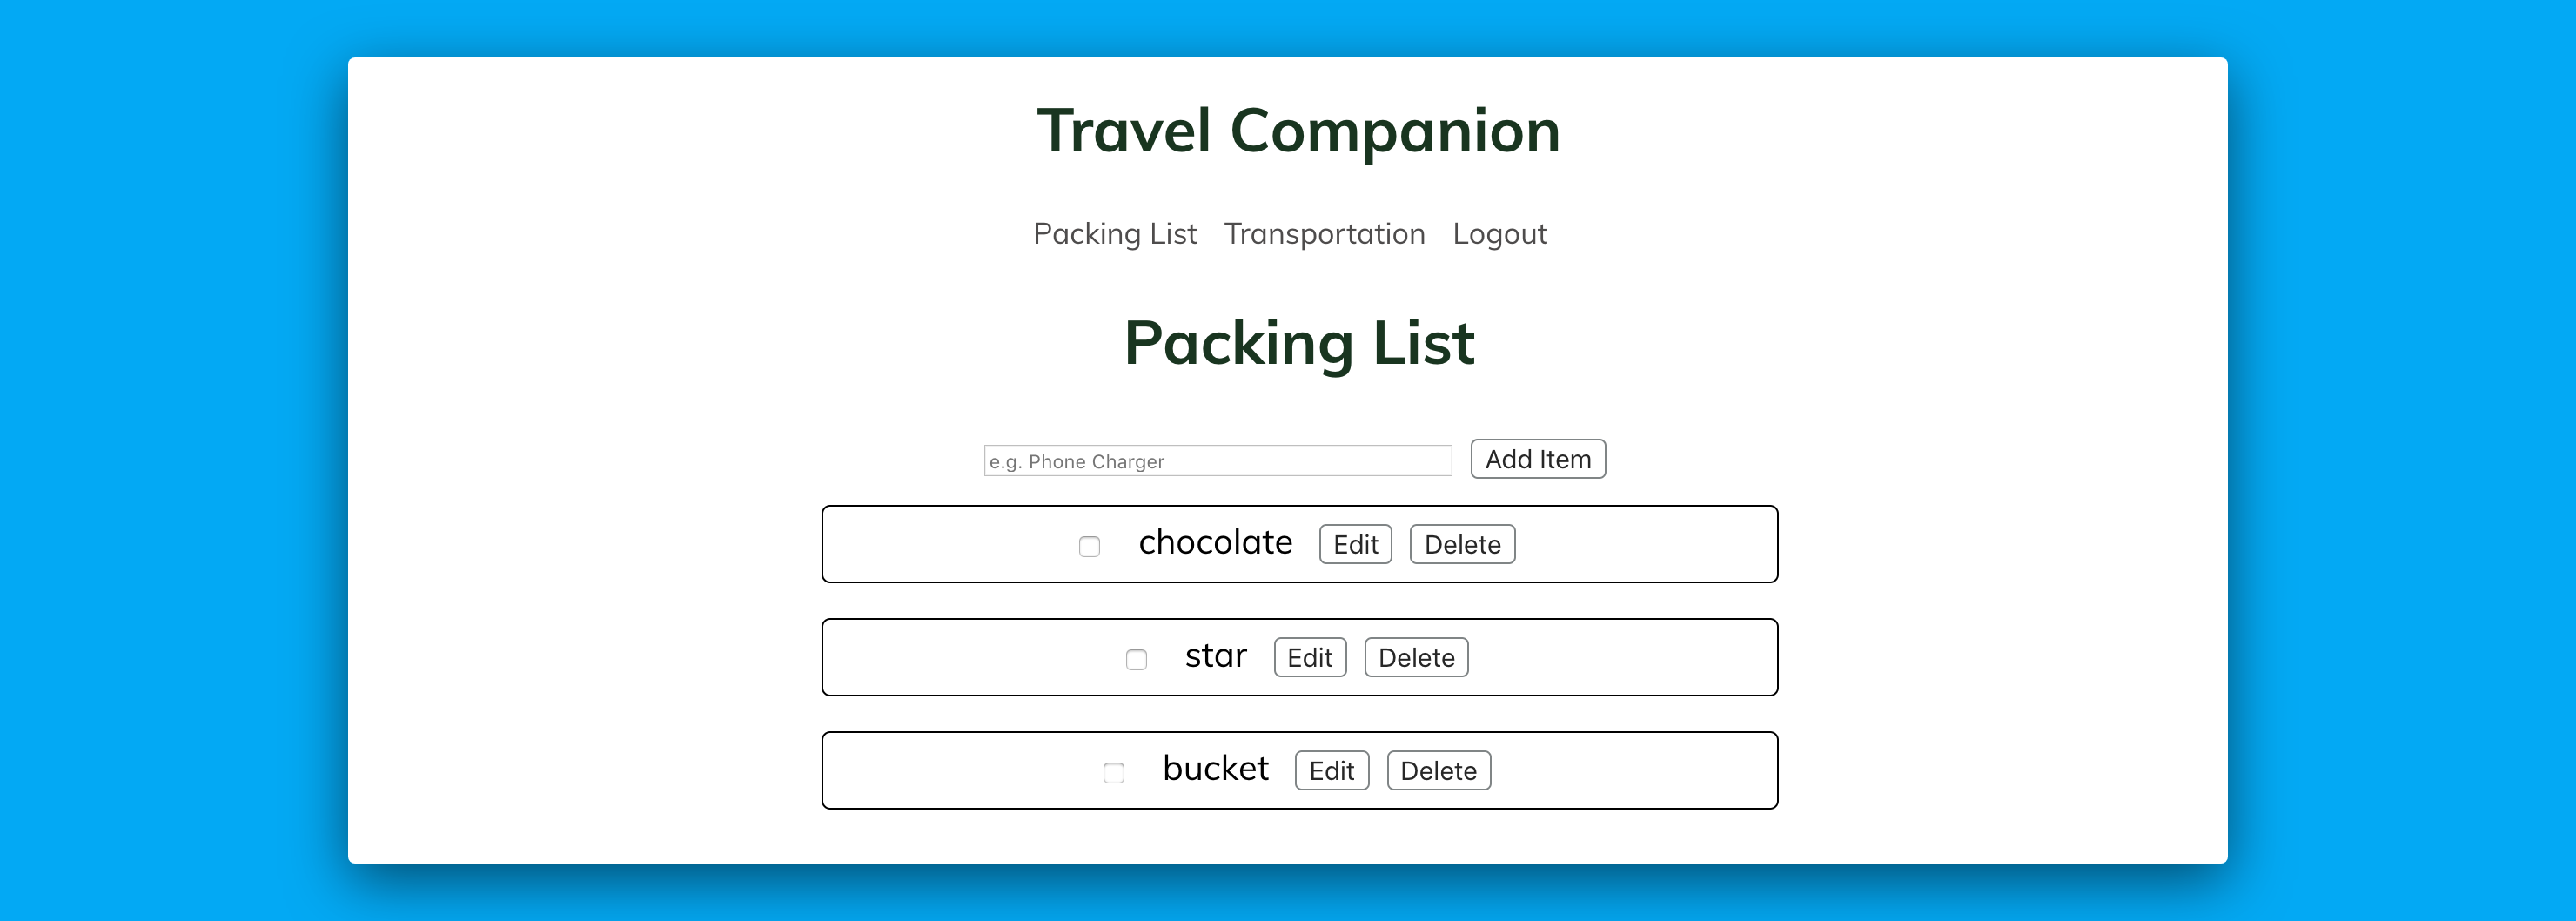 Travel Companion
Packing List Transportation Logout
Packing List
e.g. Phone Charger Add Item
chocolate Edit Delete
star Edit Delete
bucket Edit Delete